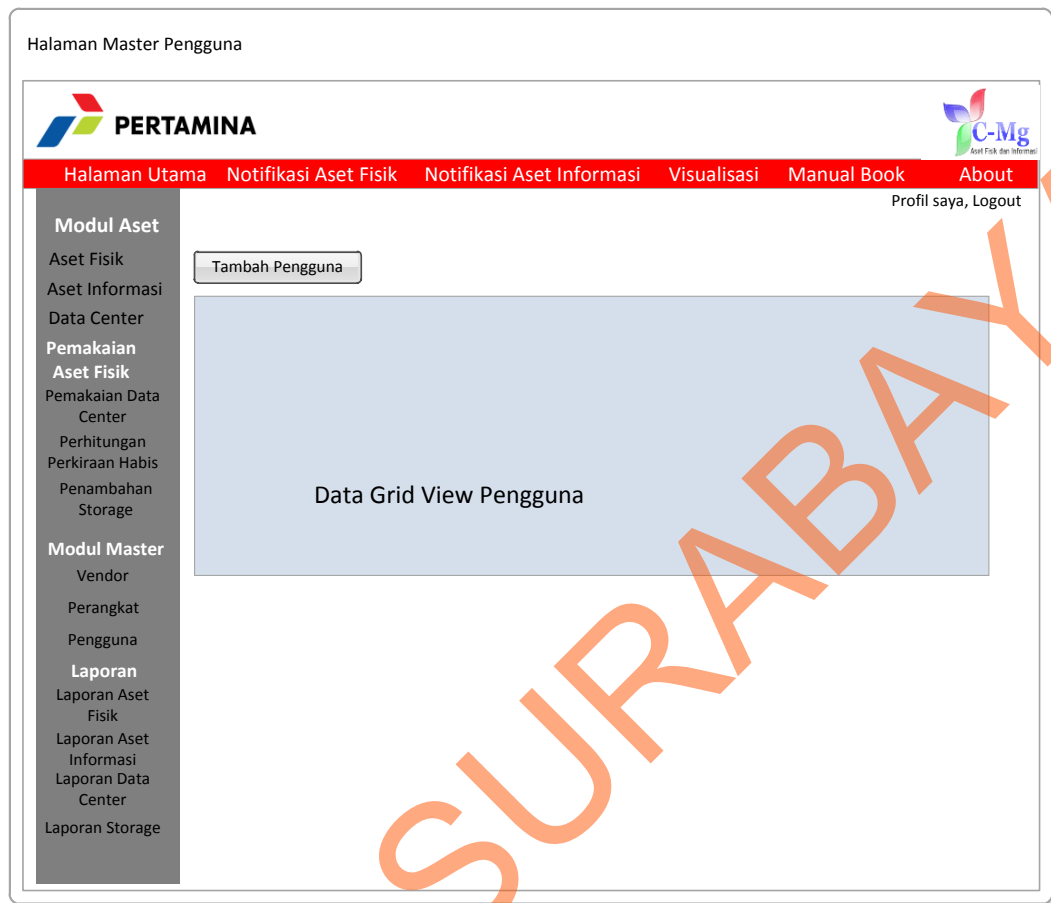 Halaman Master Pengguna
PERTAMINA
C-Mg
Aset Fisik dan Informasi
Halaman Utama Notifikasi Aset Fisik Notifikasi Aset Informasi Visualisasi Manual Book About
Profil saya, Logout
Modul Aset
Aset Fisik
Aset Informasi
Data Center
Pemakaian
Aset Fisik
Pemakaian Data
Center
Perhitungan
Perkiraan Habis
Penambahan
Storage
Modul Master
Vendor
Perangkat
Pengguna
Laporan
Laporan Aset
Fisik
Laporan Aset
Informasi
Laporan Data
Center
Laporan Storage
Tambah Pengguna
Data Grid View Pengguna
SURABAY